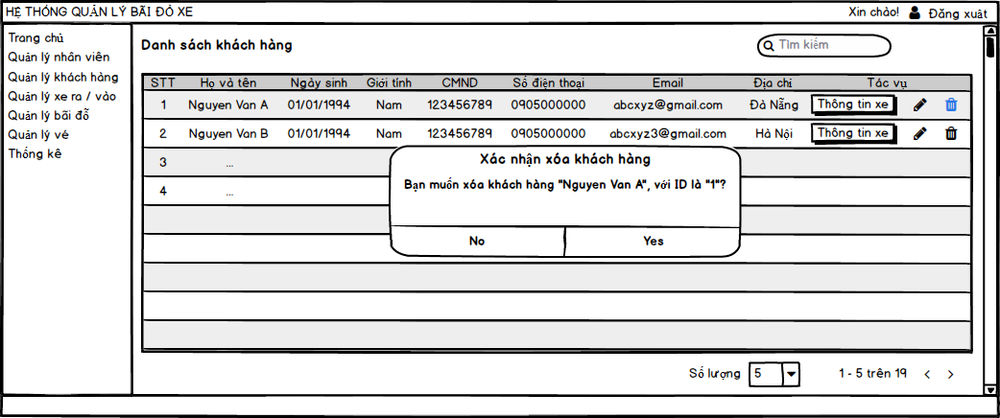 HỆ THỐNG QUẢN LÝ BÃI ĐỖ XE Xin chào! Đăng xuất
Trang chủ
Quản lý nhân viên
Quản lý khách hàng
Quản lý xe ra / vào
Quản lý bãi đỗ
Quản lý vé
Thống kê
Danh sách khách hàng Tìm kiếm
STT Họ và tên Ngày sinh Giới tính CMND Số điện thoại Email Địa chỉ Tác vụ
1 Nguyen Van A 01/01/1994 Nam 123456789 0905000000 abcxyz@gmail.com Đà Nẵng Thông tin xe
2 Nguyen Van B 01/01/1994 Nam 123456789 0905000000 abcxyz3@gmail.com Hà Nội Thông tin xe
3 ...
4 ...
Xác nhận xóa khách hàng
Bạn muốn xóa khách hàng "Nguyen Van A", với ID là "1"?
No Yes
Số lượng 5 1 - 5 trên 19 < >